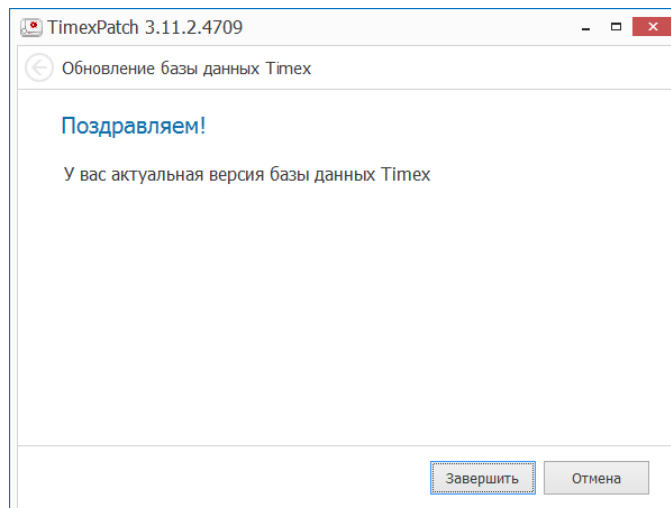 TimexPatch 3.11.2.4709
Обновление базы данных Timex
Поздравляем!
У вас актуальная версия базы данных Timex
Завершить
Отмена